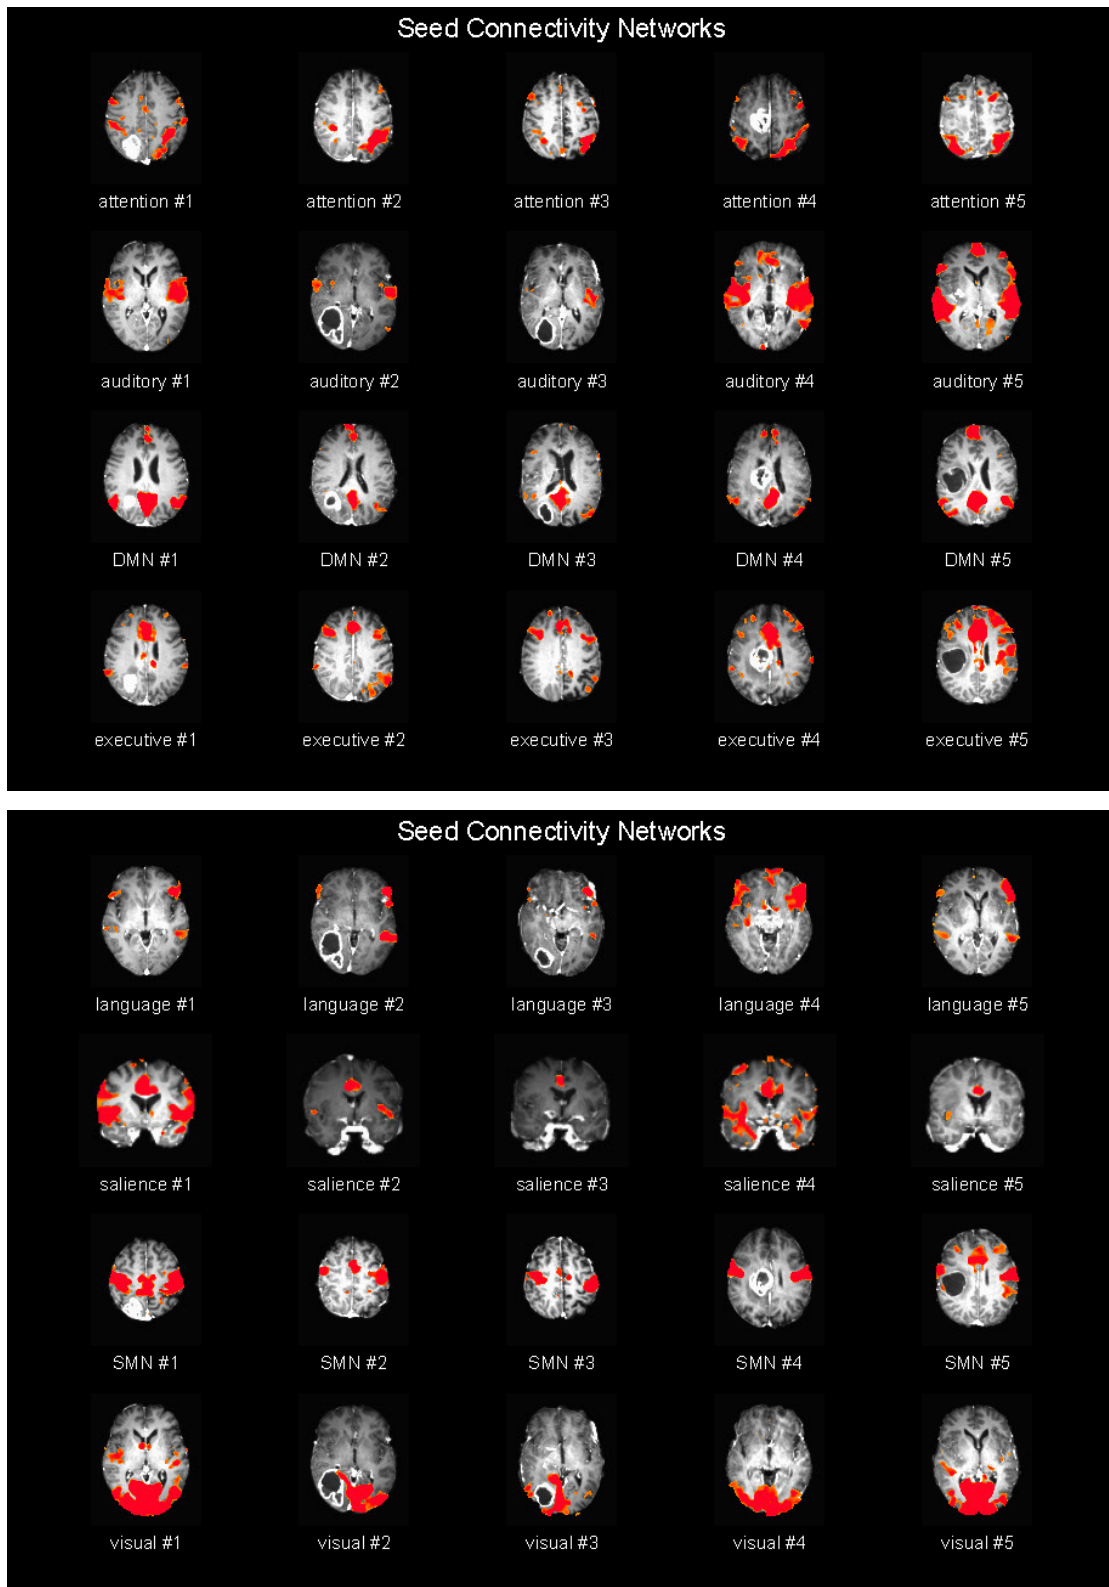 Seed Connectivity Networks
attention #1 attention #2 attention #3 attention #4 attention #5
auditory #1 auditory #2 auditory #3 auditory #4 auditory #5
DMN #1 DMN #2 DMN #3 DMN #4 DMN #5
executive #1 executive #2 executive #3 executive #4 executive #5
Seed Connectivity Networks
language #1 language #2 language #3 language #4 language #5
salience #1 salience #2 salience #3 salience #4 salience #5
SMN #1 SMN #2 SMN #3 SMN #4 SMN #5
visual #1 visual #2 visual #3 visual #4 visual #5